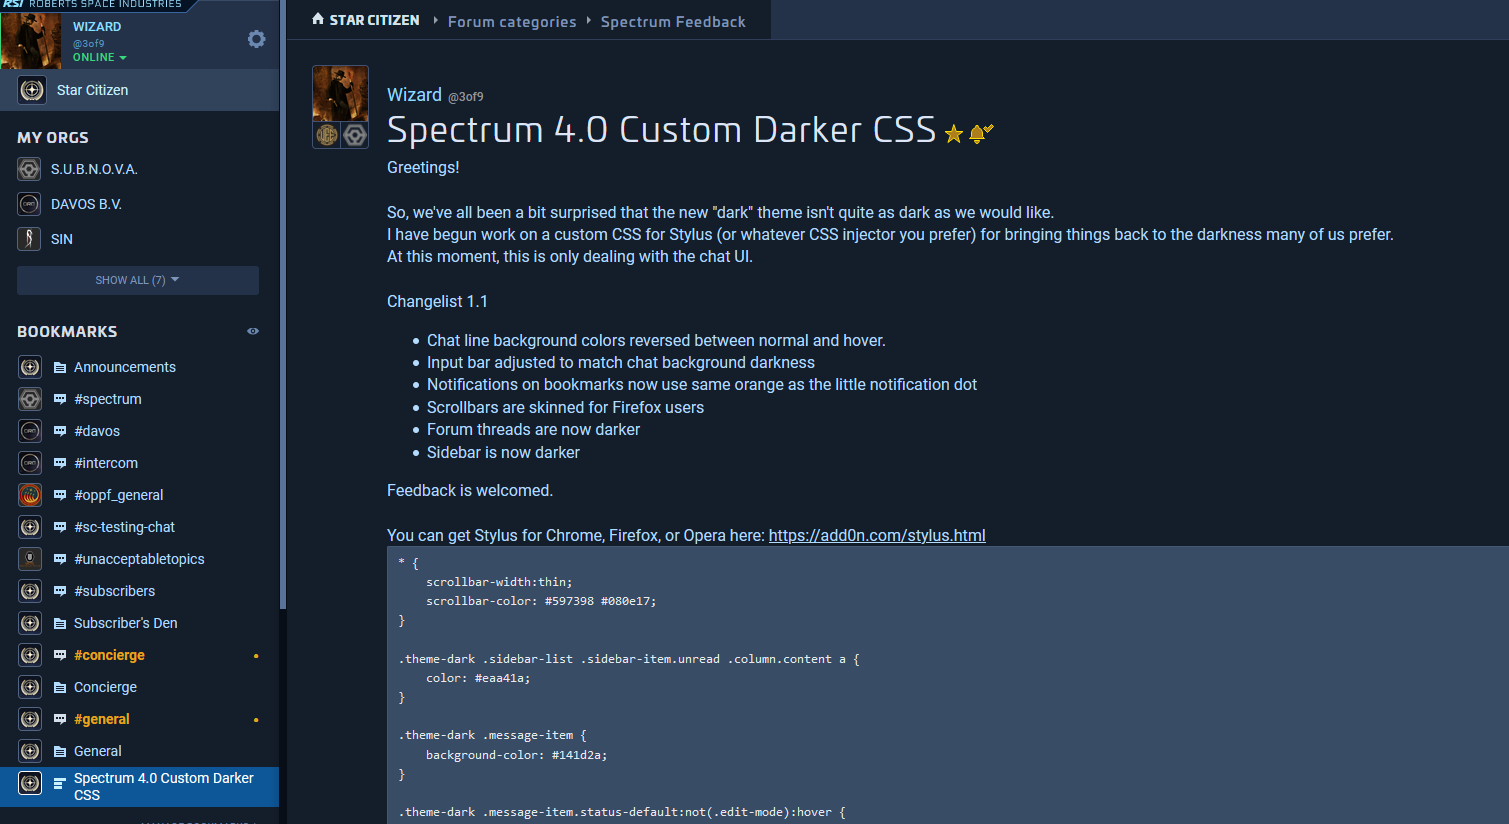 RSI ROBERTS SPACE INDUSTRIES
WIZARD
@3of9
ONLINE
Star Citizen
MY ORGS
S.U.B.N.O.V.A.
DAVOS B.V.
SIN
SHOW ALL (7)
BOOKMARKS
Announcements
#spectrum
#davos
#intercom
#oppf_general
#sc-testing-chat
#unacceptabletopics
#subscribers
Subscriber's Den
#concierge
Concierge
#general
General
Spectrum 4.0 Custom Darker
CSS
STAR CITIZEN
Forum categories
Spectrum Feedback
Wizard @3of9
Spectrum 4.0 Custom Darker CSS
Greetings!
So, we've all been a bit surprised that the new "dark" theme isn't quite as dark as we would like.
I have begun work on a custom CSS for Stylus (or whatever CSS injector you prefer) for bringing things back to the darkness many of us prefer.
At this moment, this is only dealing with the chat UI.
Changelist 1.1
• Chat line background colors reversed between normal and hover.
• Input bar adjusted to match chat background darkness
• Notifications on bookmarks now use same orange as the little notification dot
• Scrollbars are skinned for Firefox users
• Forum threads are now darker
• Sidebar is now darker
Feedback is welcomed.
You can get Stylus for Chrome, Firefox, or Opera here: https://add0n.com/stylus.html
* {
scrollbar-width:thin;
scrollbar-color: #597398 #080e17;
}
.theme-dark .sidebar-list .sidebar-item.unread .column.content a {
color: #eaa41a;
}
.theme-dark .message-item {
background-color: #141d2a;
}
.theme-dark .message-item.status-default:not(.edit-mode):hover {